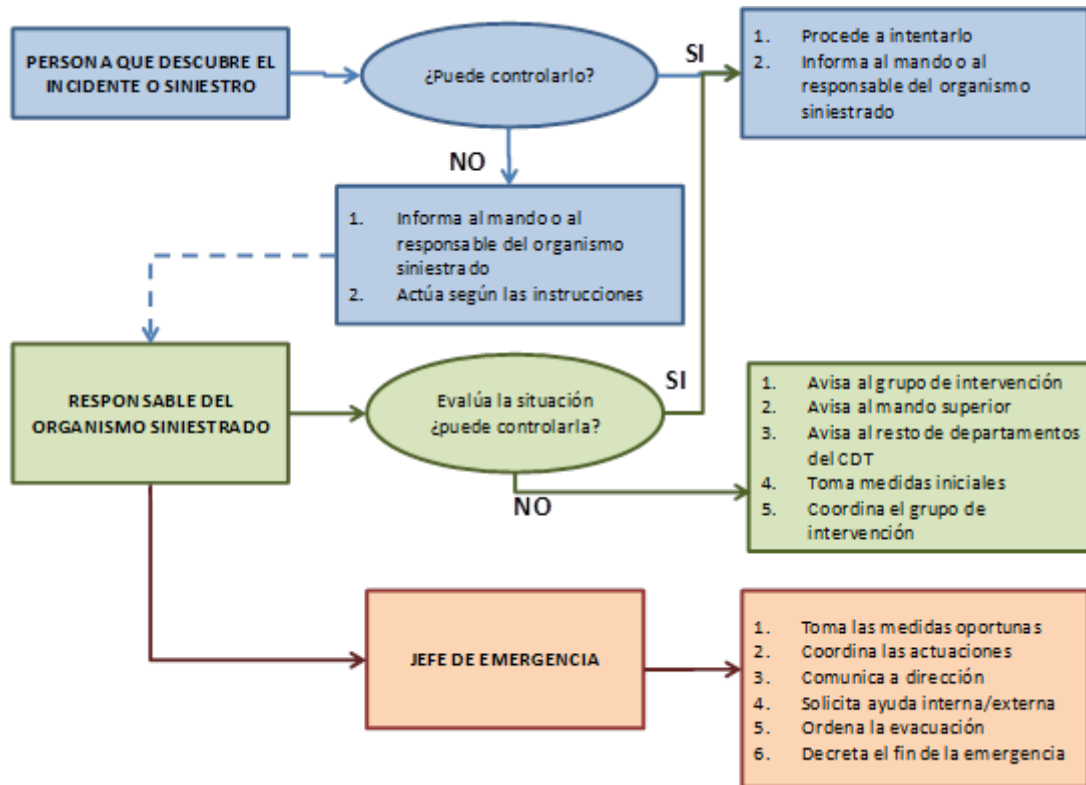 PERSONA QUE DESCUBRE EL
INCIDENTE O SINIESTRO
¿Puede controlarlo?
SI
1. Procede a intentarlo
2. Informa al mando o al
responsable del organismo
siniestrado
NO
1. Informa al mando o al
responsable del organismo
siniestrado
2. Actúa según las instrucciones
RESPONSABLE DEL
ORGANISMO SINIESTRADO
Evalúa la situación
¿puede controlarla?
SI
NO
1. Avisa al grupo de intervención
2. Avisa al mando superior
3. Avisa al resto de departamentos
del CDT
4. Toma medidas iniciales
5. Coordina el grupo de
intervención
JEFE DE EMERGENCIA
1. Toma las medidas oportunas
2. Coordina las actuaciones
3. Comunica a dirección
4. Solicita ayuda interna/externa
5. Ordena la evacuación
6. Decreta el fin de la emergencia